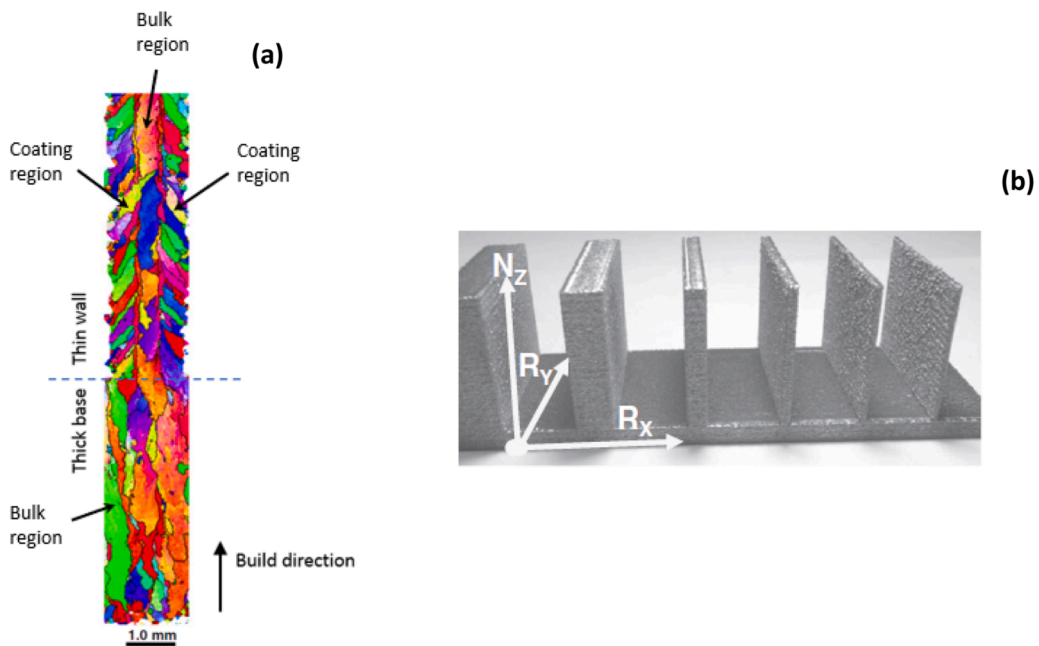 Bulk
region
(a)
Coating
region
Coating
region
(b)
Thin wall
Thick base
Bulk
region
Build direction
1.0 mm
NZ
RY
RX